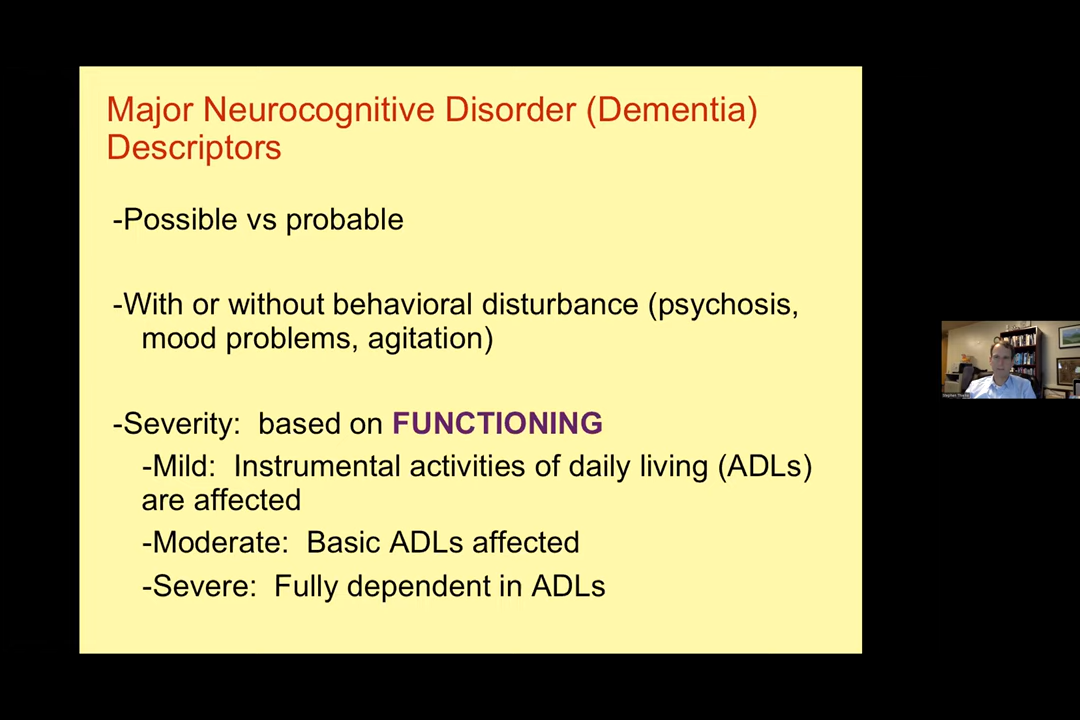 Major Neurocognitive Disorder (Dementia)
Descriptors
-Possible vs probable
-With or without behavioral disturbance (psychosis,
mood problems, agitation)
-Severity:  based on FUNCTIONING
-Mild:  Instrumental activities of daily living (ADLs)
are affected
-Moderate:  Basic ADLs affected
-Severe:  Fully dependent in ADLs
Stephen